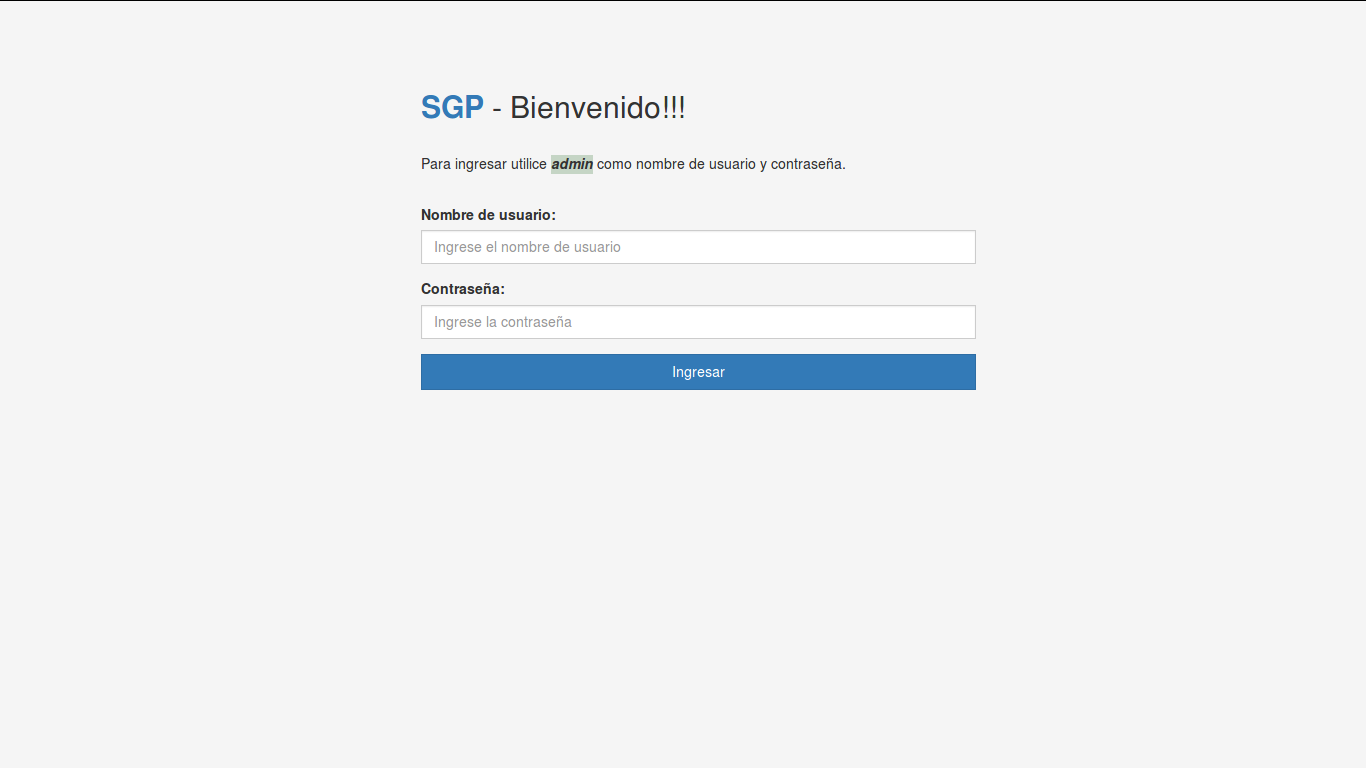 SGP - Bienvenido!!!
Para ingresar utilice admin como nombre de usuario y contraseña.
Nombre de usuario:
Ingrese el nombre de usuario
Contraseña:
Ingrese la contraseña
Ingresar